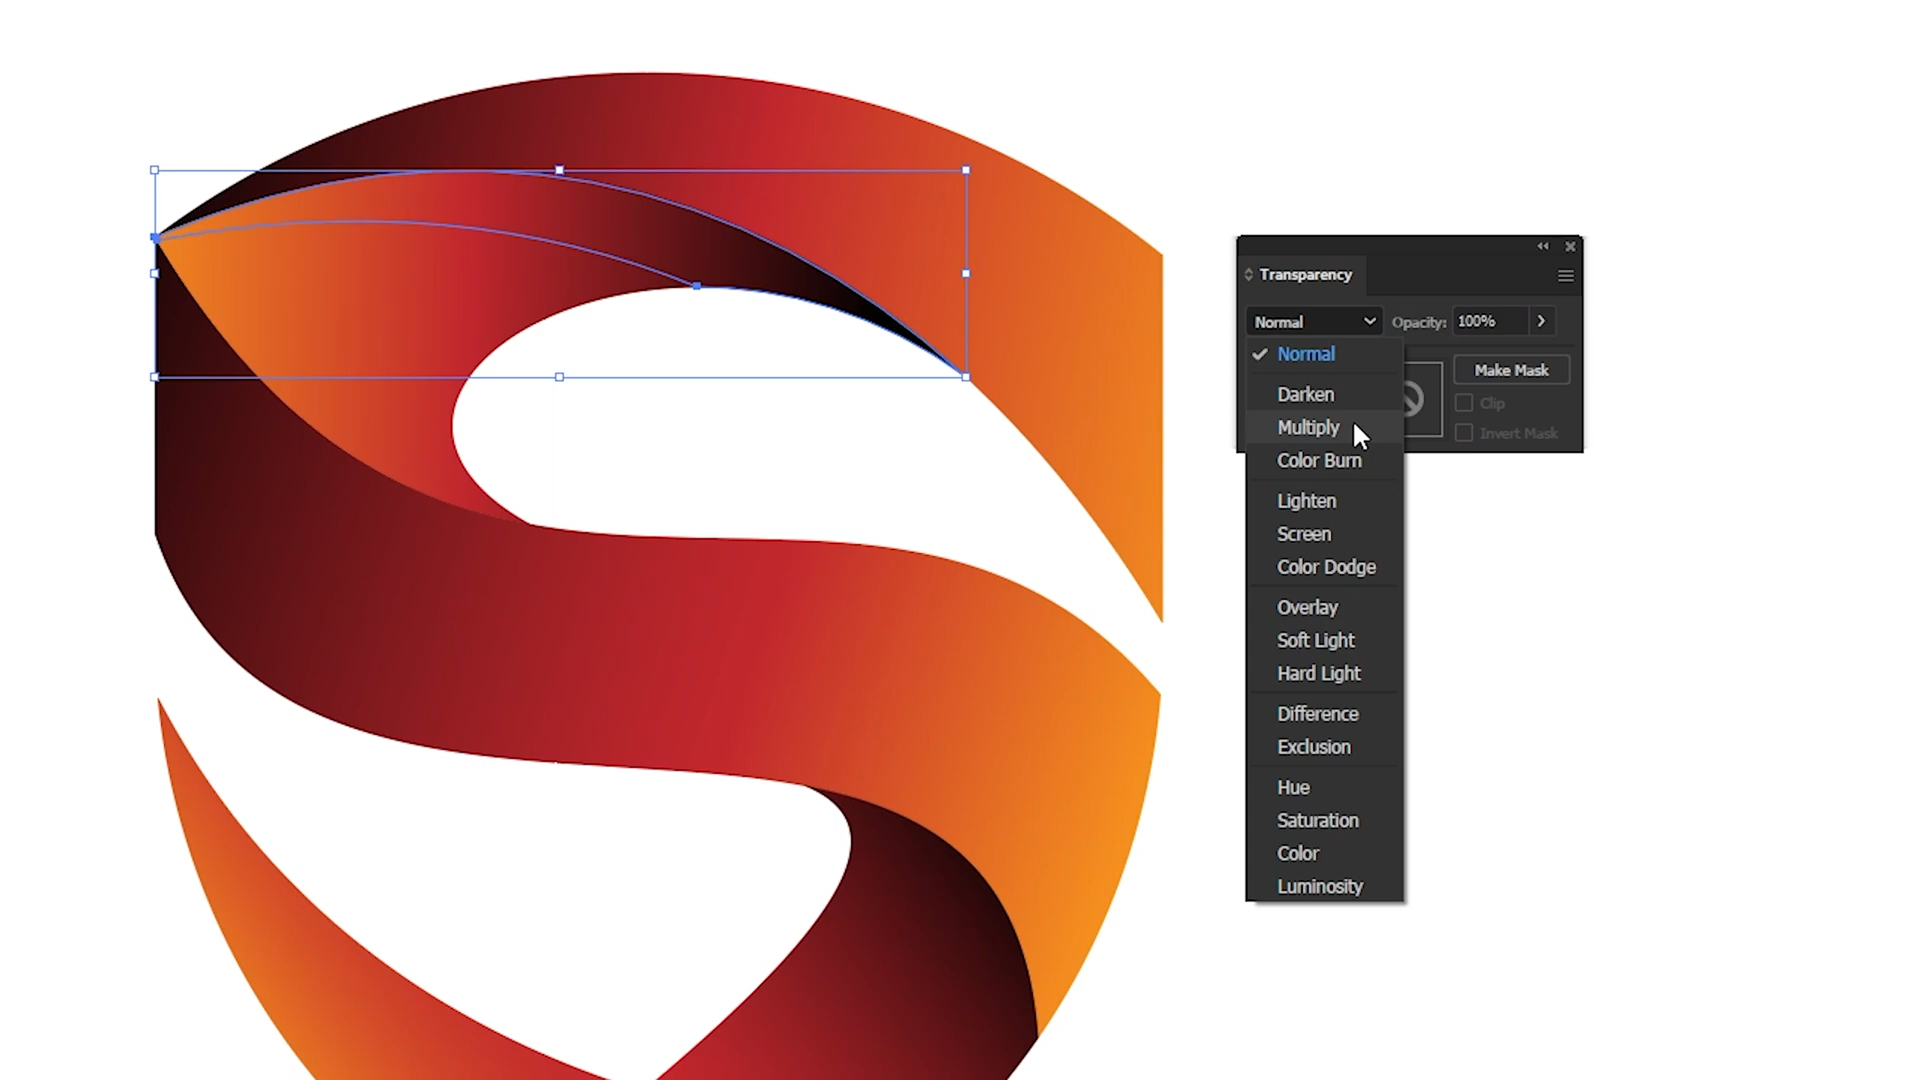 Transparency
Normal
Opacity: 100%
Normal
Darken
Multiply
Color Burn
Lighten
Screen
Color Dodge
Overlay
Soft Light
Hard Light
Difference
Exclusion
Hue
Saturation
Color
Luminosity
Make Mask
Clip
Invert Mask